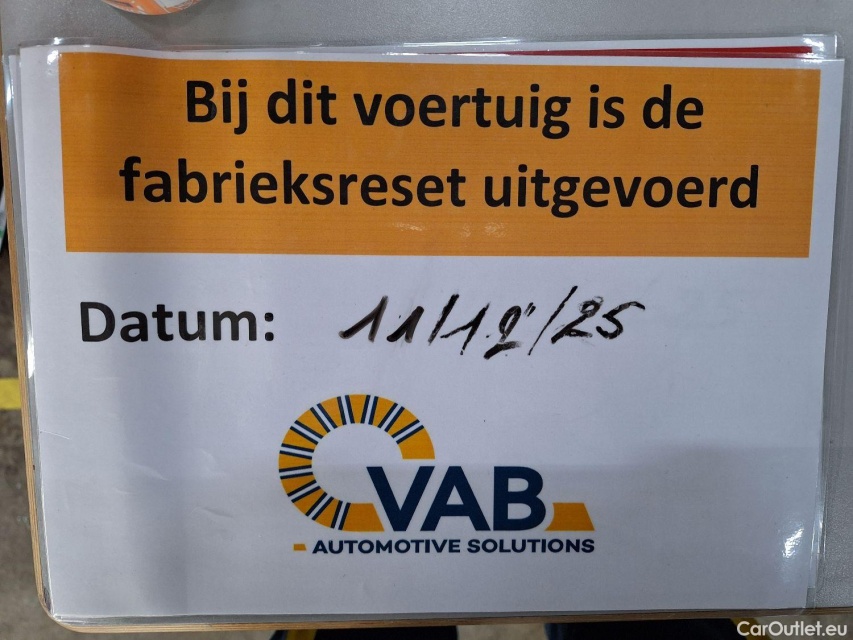 Bij dit voertuig is de
fabrieksreset uitgevoerd
Datum: 11/12/25
VAB
AUTOMOTIVE SOLUTIONS
CarOutlet.eu